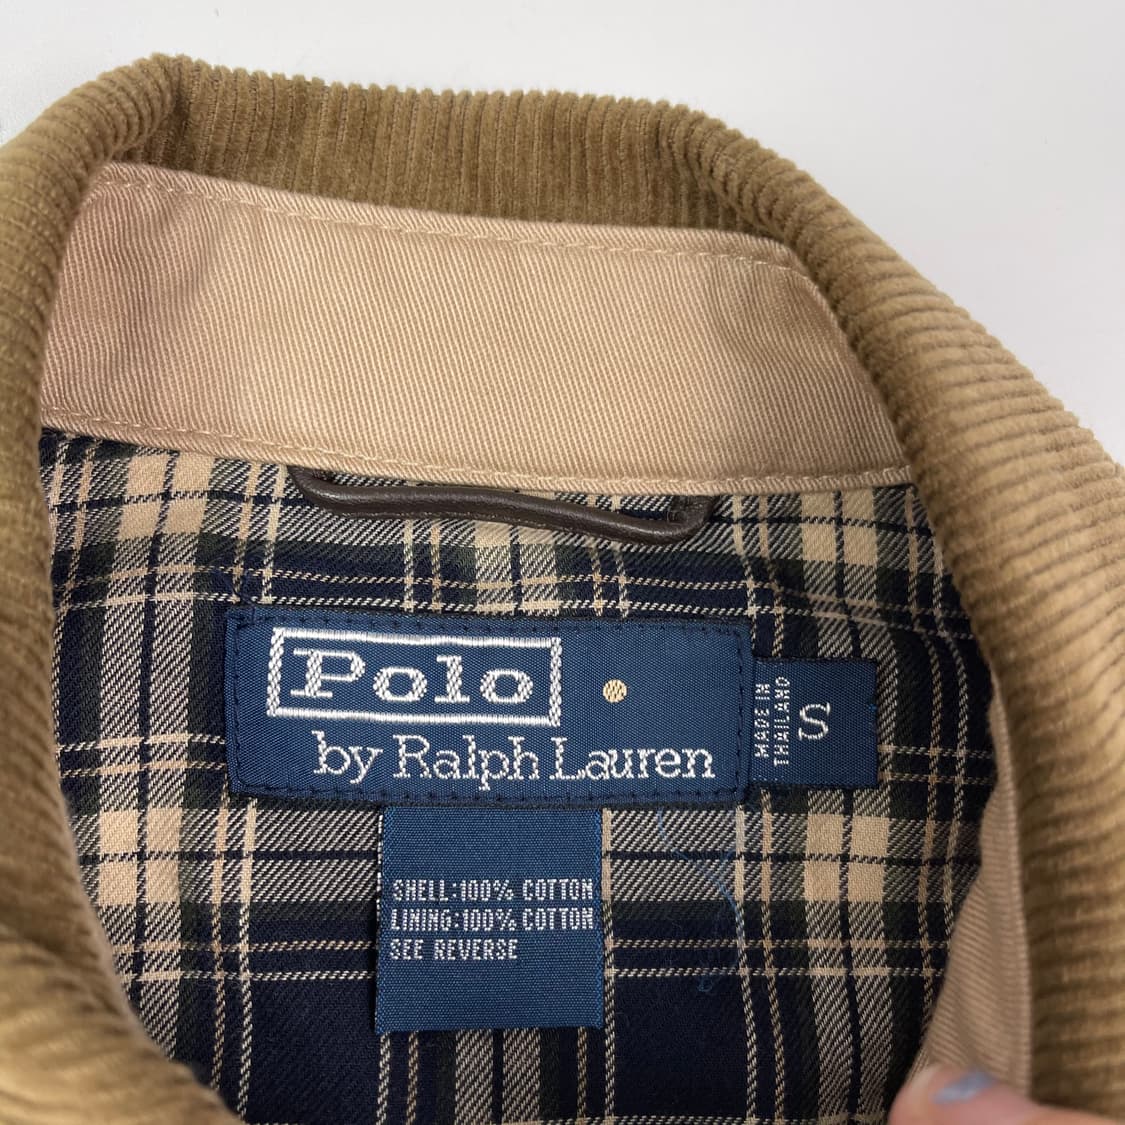 Polo
by Ralph Lauren
MADE IN
THAILAND
S
SHELL:100% COTTON
LINING:100% COTTON
SEE REVERSE